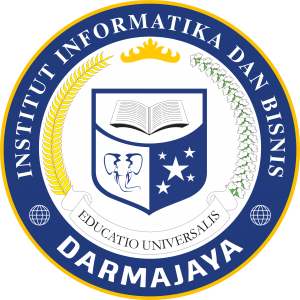 INSTITUT INFORMATIKA DAN BISNIS
EDUCATIO UNIVERSALIS
DARMAJAYA